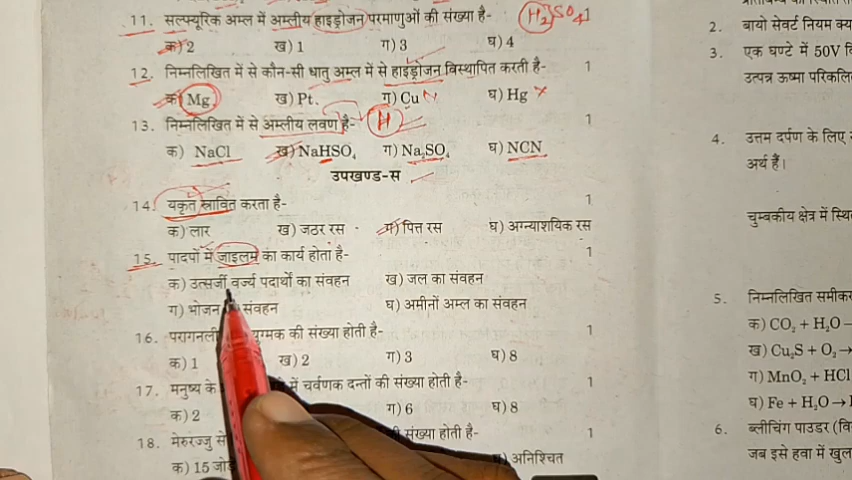 11. सल्फ्यूरिक अम्ल में अम्लीय हाइड्रोजन परमाणुओं की संख्या है- H₂SO₄ 1
क) 2 ख) 1 ग) 3 घ) 4
12. निम्नलिखित में से कौन-सी धातु अम्ल में से हाईड्रोजन विस्थापित करती है- 1
क) Mg ख) Pt. ग) Cu घ) Hg
13. निम्नलिखित में से अम्लीय लवण है- H 1
क) NaCl ख) NaHSO₄ ग) Na₂SO₄ घ) NCN
उपखण्ड-स
14. यकृत स्रावित करता है- 1
क) लार ख) जठर रस ग) पित्त रस घ) अग्न्याशयिक रस
15. पादपों में जाइलम का कार्य होता है- 1
क) उत्सर्जी वर्ज्य पदार्थों का संवहन ख) जल का संवहन
ग) भोजन संवहन घ) अमीनों अम्ल का संवहन
16. परागनली युग्मक की संख्या होती है- 1
क) 1 ख) 2 ग) 3 घ) 8
17. मनुष्य के में चर्वणक दन्तों की संख्या होती है- 1
क) 2 ग) 6 घ) 8
18. मेरुरज्जु से की संख्या होती है- 1
क) 15 जोड़ अनिश्चित
2. बायो सेवर्ट नियम क्य
3. एक घण्टे में 50V वि
उत्पन्न ऊष्मा परिकलि
4. उत्तम दर्पण के लिए
अर्थ हैं।
चुम्बकीय क्षेत्र में स्थि
5. निम्नलिखित समीकर
क) CO₂ + H₂O
ख) Cu₂S + O₂ →
ग) MnO₂ + HCl
घ) Fe + H₂O →
6. ब्लीचिंग पाउडर (वि
जब इसे हवा में खुल